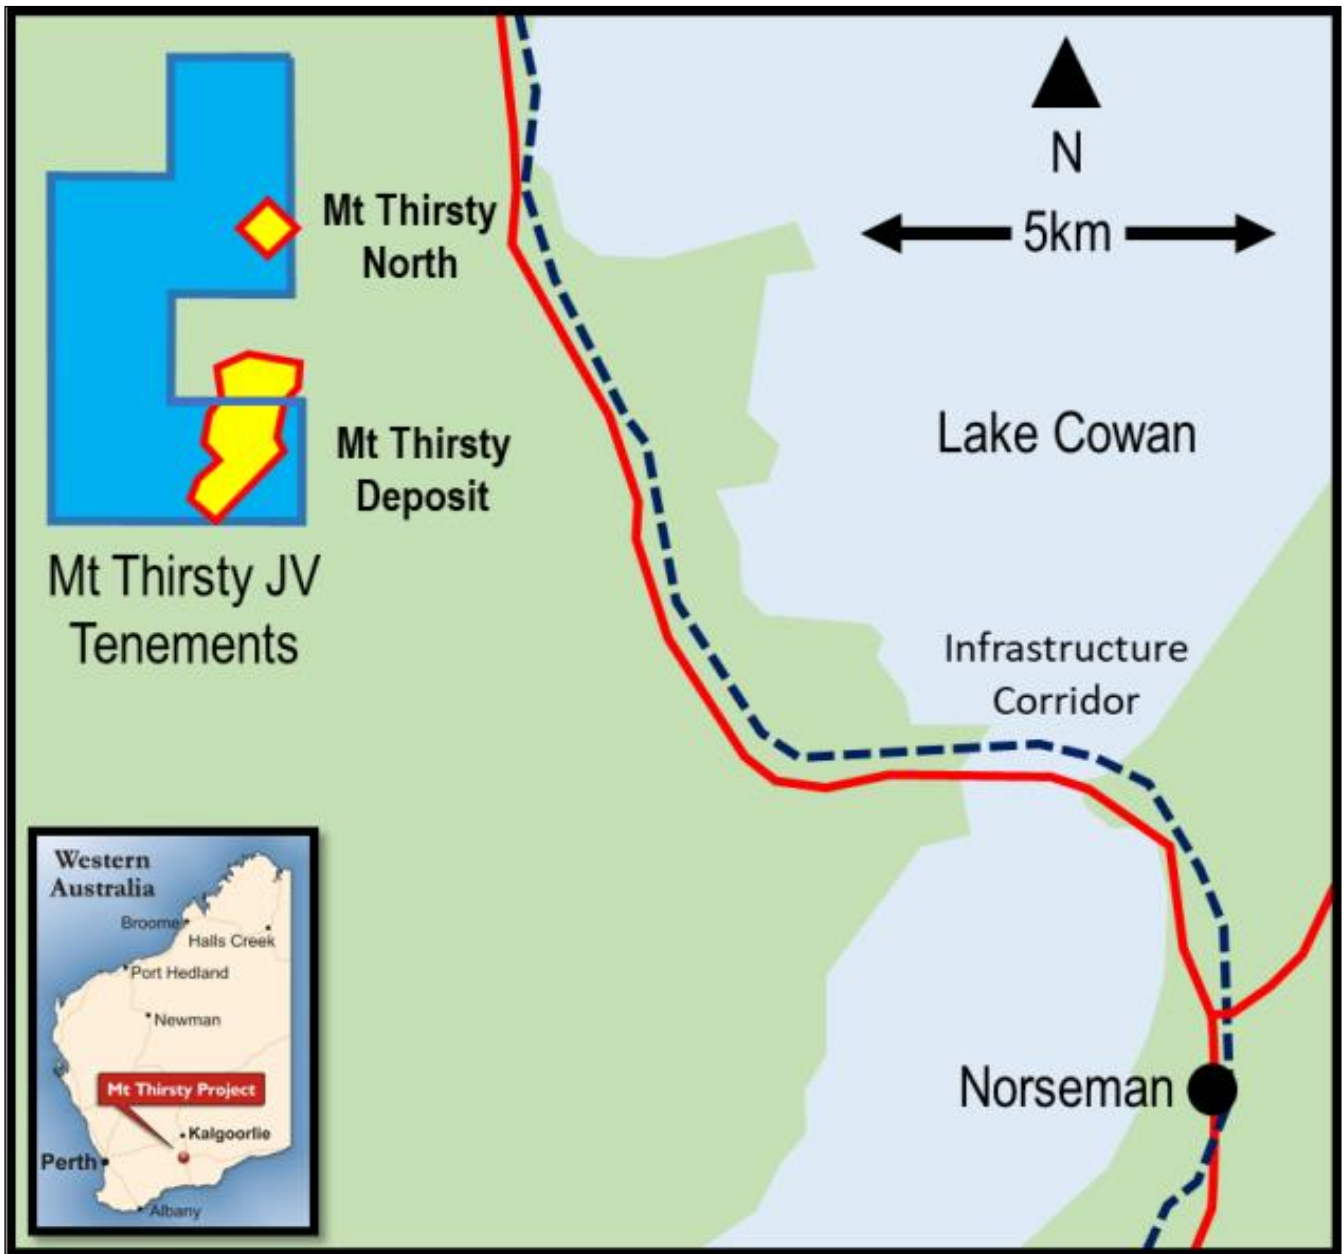 N
5km
Mt Thirsty
North
Lake Cowan
Mt Thirsty
Deposit
Mt Thirsty JV
Tenements
Infrastructure
Corridor
Norseman
Western
Australia
Broome
Halls Creek
Port Hedland
Newman
Mt Thirsty Project
Kalgoorlie
Perth
Albany